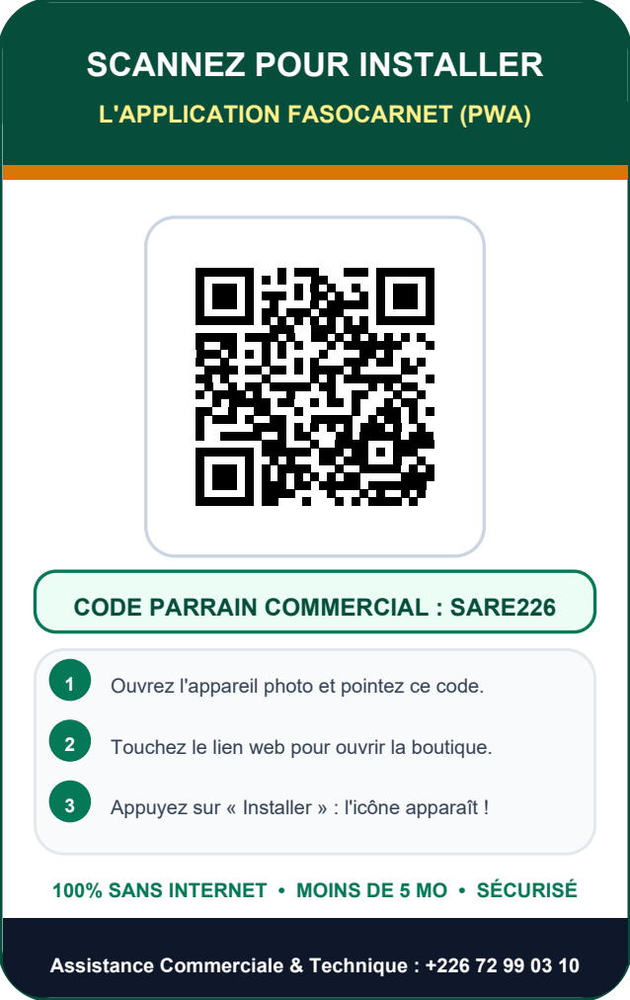 SCANNEZ POUR INSTALLER
L'APPLICATION FASOCARNET (PWA)
CODE PARRAIN COMMERCIAL : SARE226
1 Ouvrez l'appareil photo et pointez ce code.
2 Touchez le lien web pour ouvrir la boutique.
3 Appuyez sur « Installer » : l'icône apparaît !
100% SANS INTERNET • MOINS DE 5 MO • SÉCURISÉ
Assistance Commerciale & Technique : +226 72 99 03 10